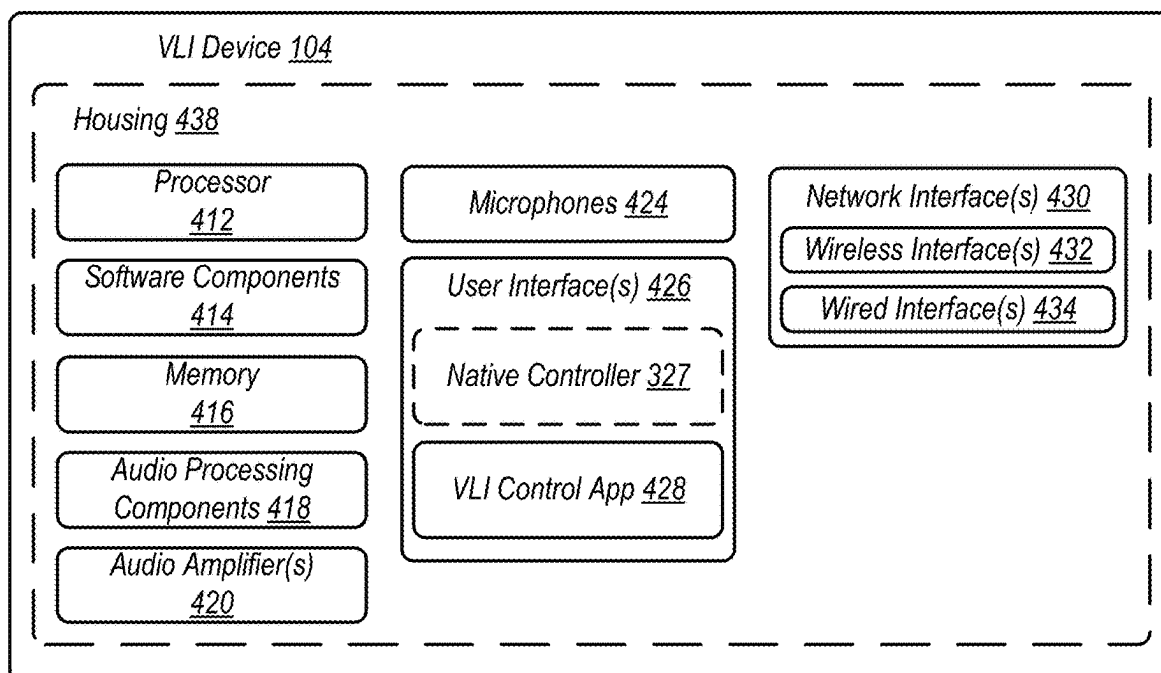 VLI Device 104
Housing 438
Processor
412
Software Components
414
Memory
416
Audio Processing
Components 418
Audio Amplifier(s)
420
Microphones 424
User Interface(s) 426
Native Controller 327
VLI Control App 428
Network Interface(s) 430
Wireless Interface(s) 432
Wired Interface(s) 434